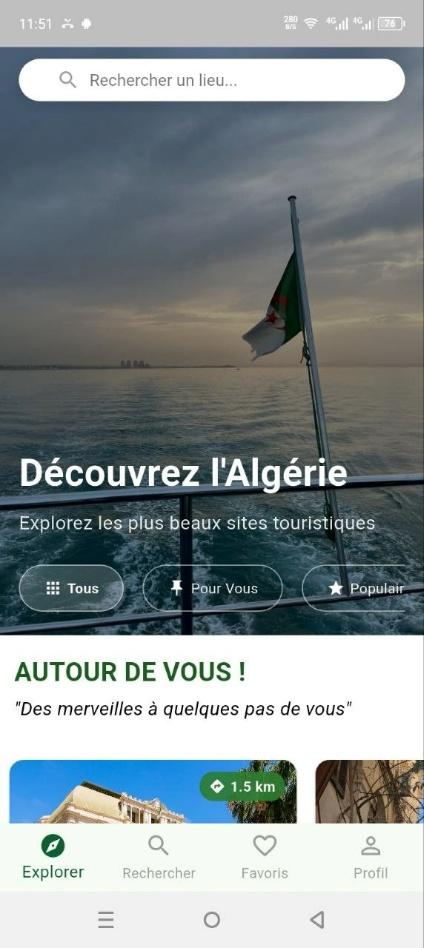 11:51
280
B/S
4G
4G
76
Rechercher un lieu...
Découvrez l'Algérie
Explorez les plus beaux sites touristiques
Tous
Pour Vous
Populair
AUTOUR DE VOUS !
"Des merveilles à quelques pas de vous"
1.5 km
Explorer
Rechercher
Favoris
Profil